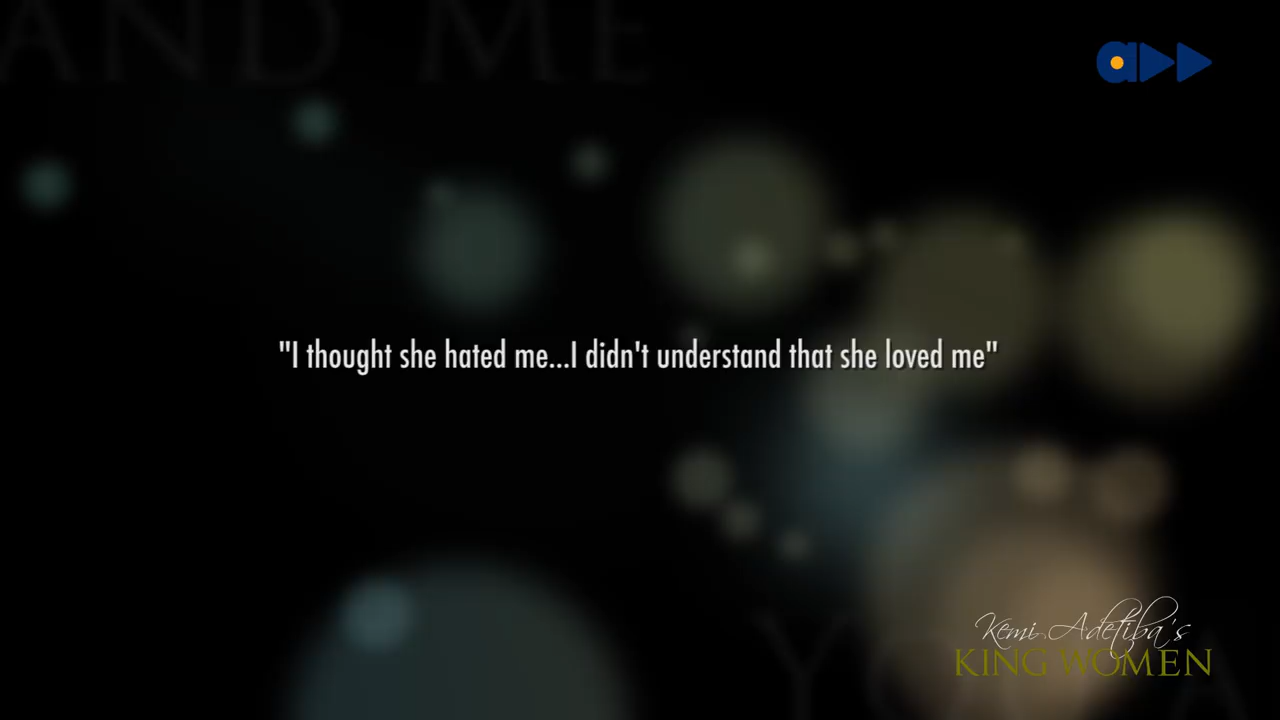 AND ME
"I thought she hated me...I didn't understand that she loved me"
Kemi Adetiba's
KING WOMEN